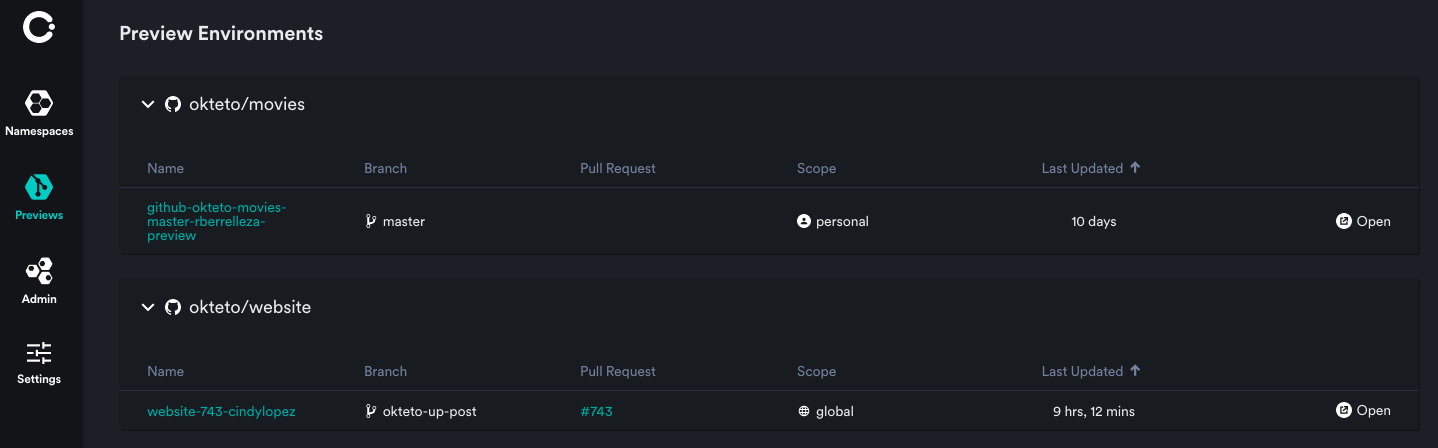 Preview Environments
Namespaces
Previews
Admin
Settings
okteto/movies
Name Branch Pull Request Scope Last Updated
github-okteto-movies-
master-rberrelleza-
preview
master personal 10 days Open
okteto/website
Name Branch Pull Request Scope Last Updated
website-743-cindylopez okteto-up-post #743 global 9 hrs, 12 mins Open